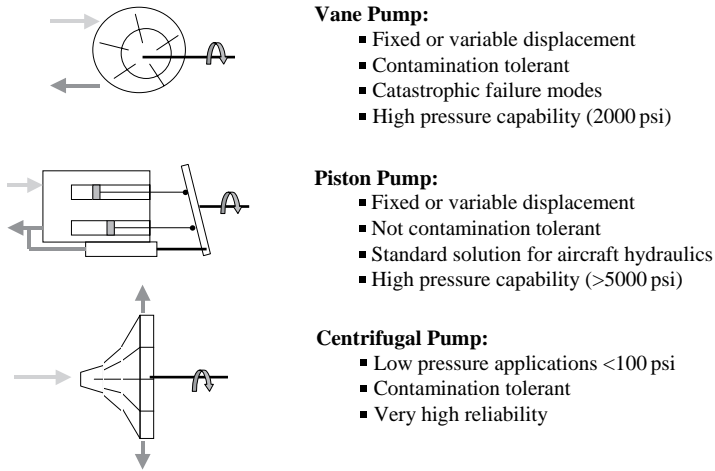 Vane Pump:
▪ Fixed or variable displacement
▪ Contamination tolerant
▪ Catastrophic failure modes
▪ High pressure capability (2000 psi)
Piston Pump:
▪ Fixed or variable displacement
▪ Not contamination tolerant
▪ Standard solution for aircraft hydraulics
▪ High pressure capability (>5000 psi)
Centrifugal Pump:
▪ Low pressure applications <100 psi
▪ Contamination tolerant
▪ Very high reliability